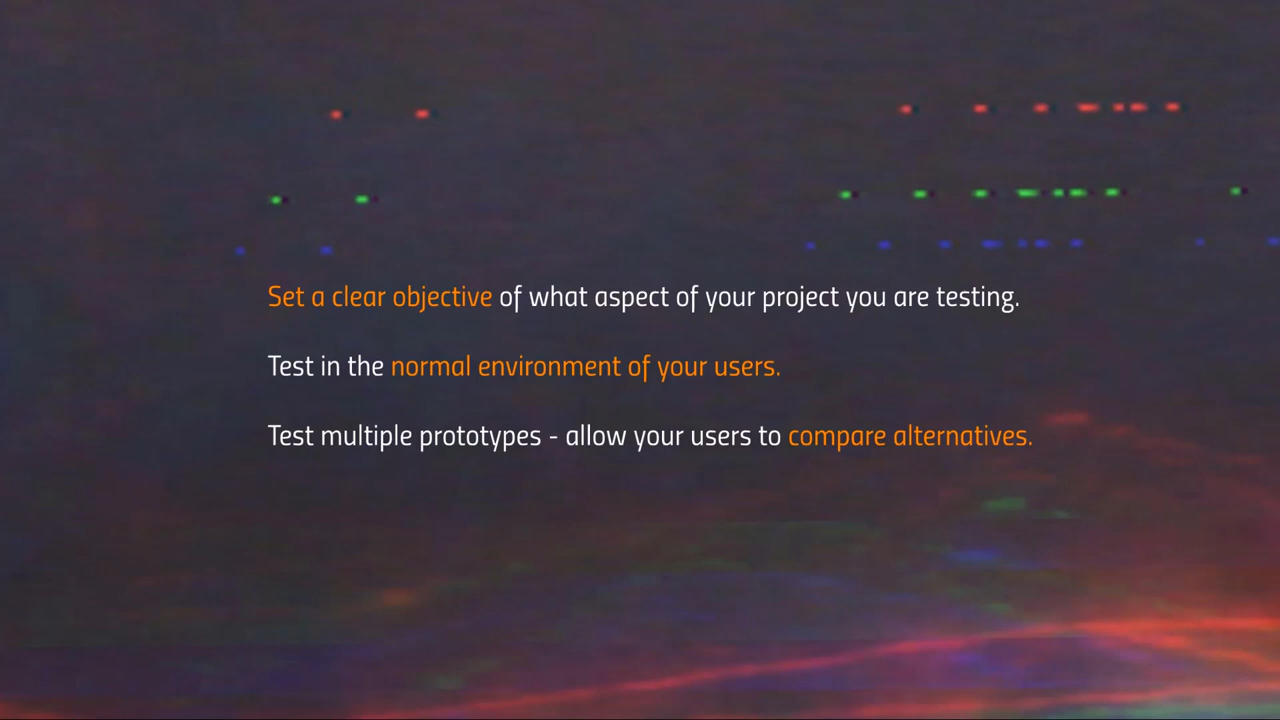 Set a clear objective of what aspect of your project you are testing.
Test in the normal environment of your users.
Test multiple prototypes - allow your users to compare alternatives.